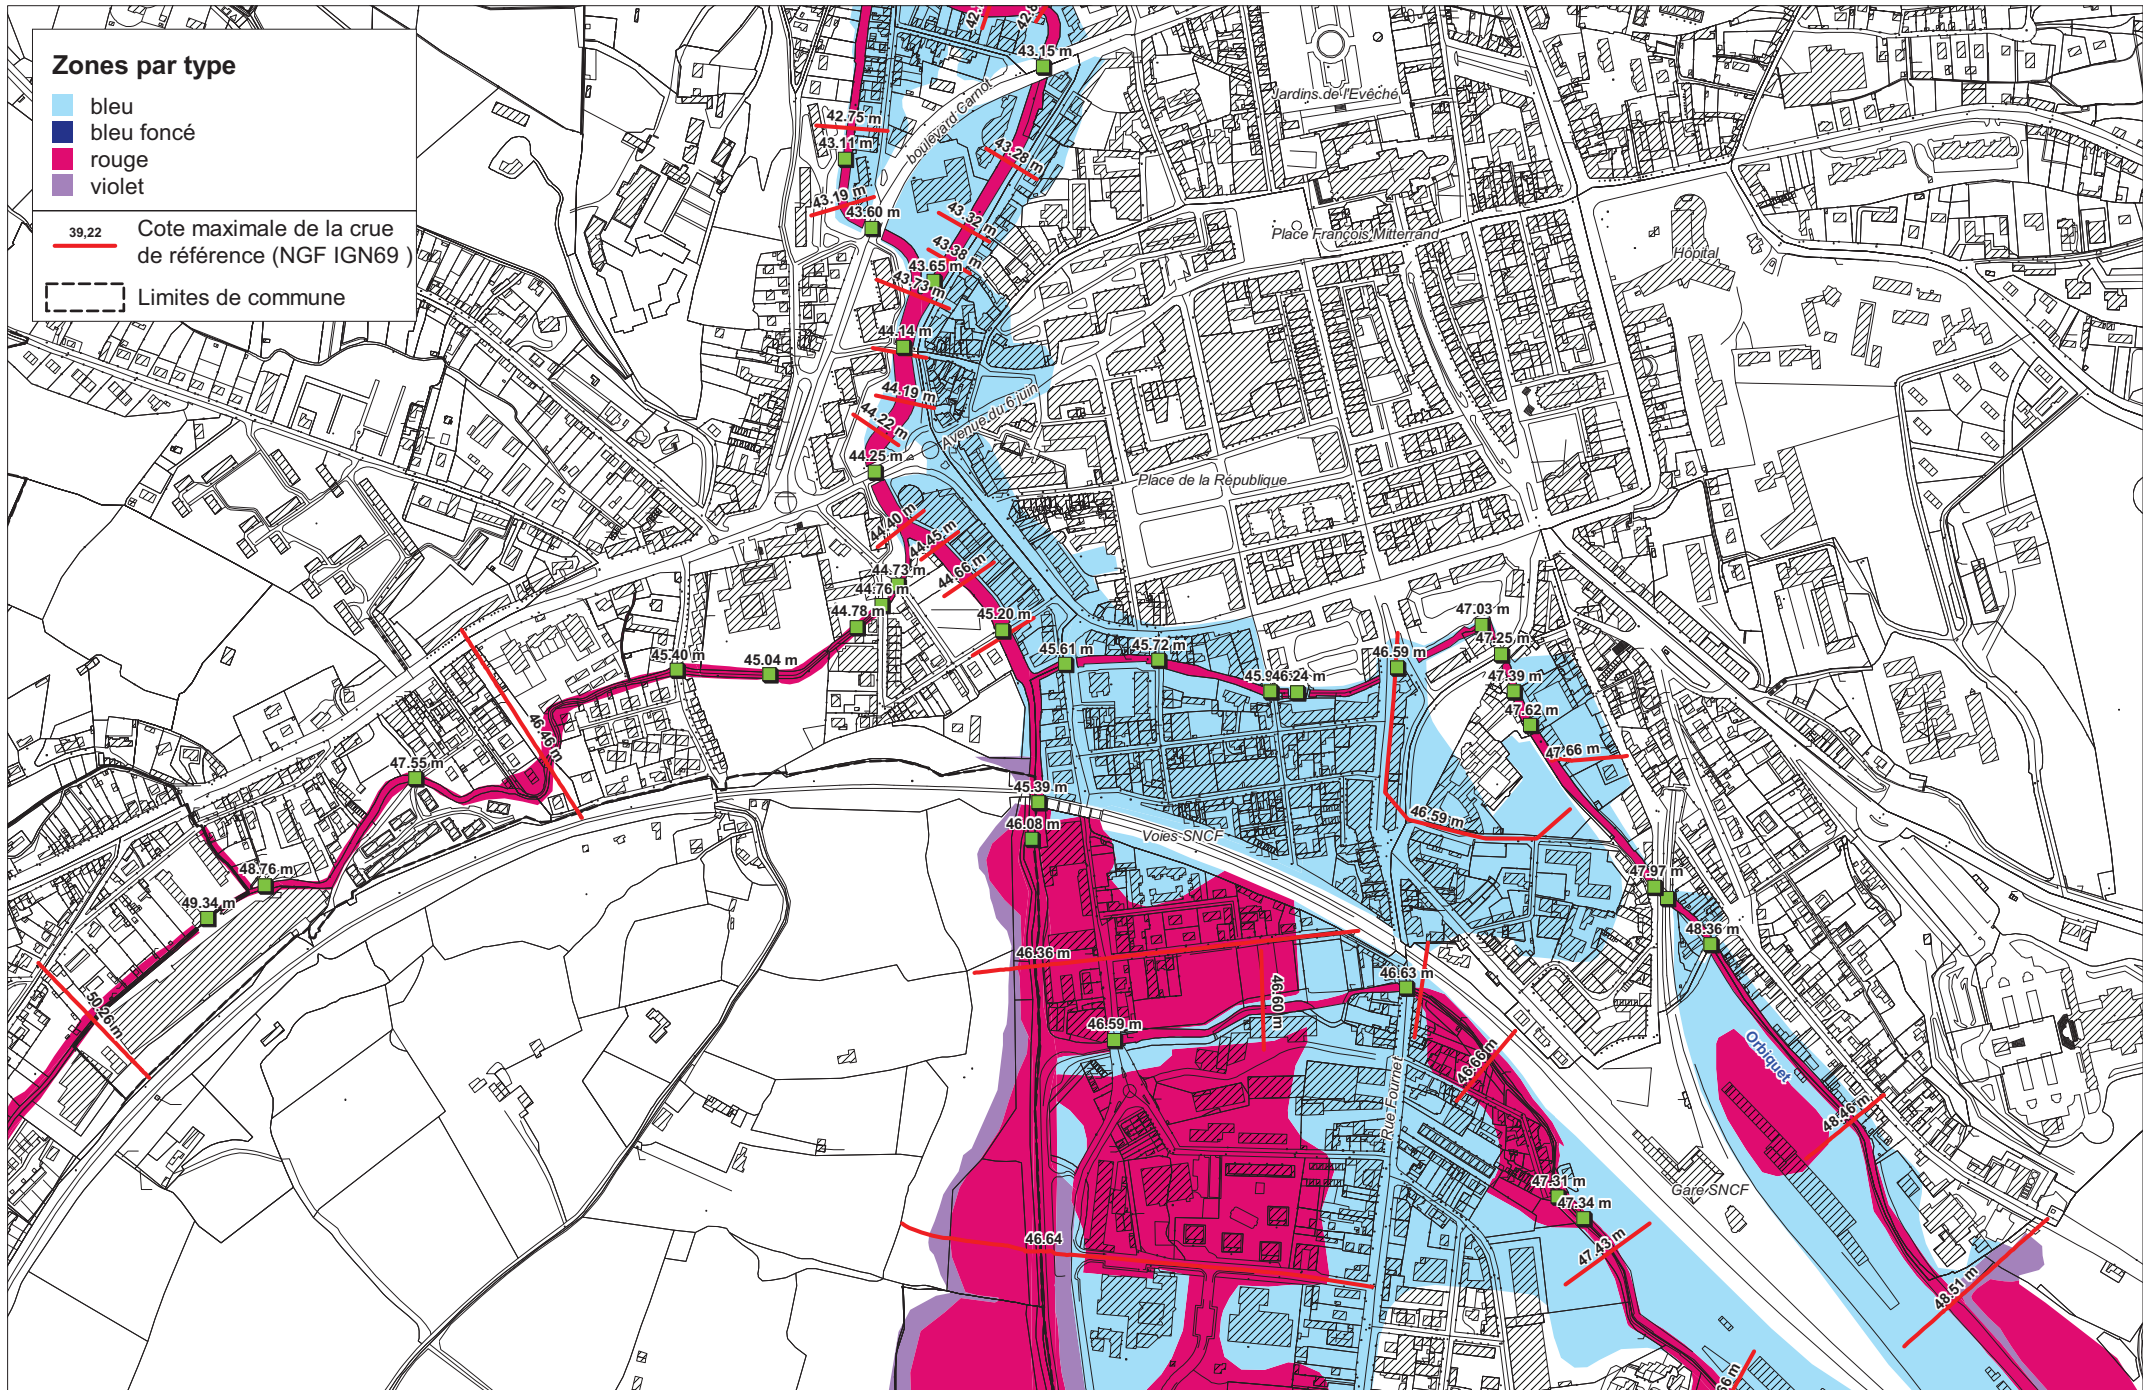 Zones par type
bleu
bleu foncé
rouge
violet
39,22
Cote maximale de la crue
de référence (NGF IGN69)
Limites de commune
43.15 m
Jardins de l'Evêché
boulevard Carnot
42.75 m
43.11 m
43.28 m
43.19 m
43.60 m
43.32 m
Place François Mitterrand
43.38 m
Hôpital
43.65 m
43.73 m
44.14 m
44.19 m
Avenue du 6 juin
44.22 m
44.25 m
Place de la République
44.40 m
44.45 m
44.66 m
44.73 m
44.76 m
44.78 m
45.20 m
47.03 m
47.25 m
45.40 m
45.04 m
45.61 m
45.72 m
46.59 m
46.24 m
47.39 m
47.62 m
46.46 m
47.66 m
47.55 m
45.39 m
46.59 m
46.08 m
Voies SNCF
48.76 m
47.97 m
49.34 m
48.36 m
46.36 m
46.63 m
50.26 m
46.60 m
46.59 m
46.66 m
Orbiquet
Rue Fournet
48.46 m
47.31 m
Gare SNCF
47.34 m
46.64
47.43 m
48.51 m